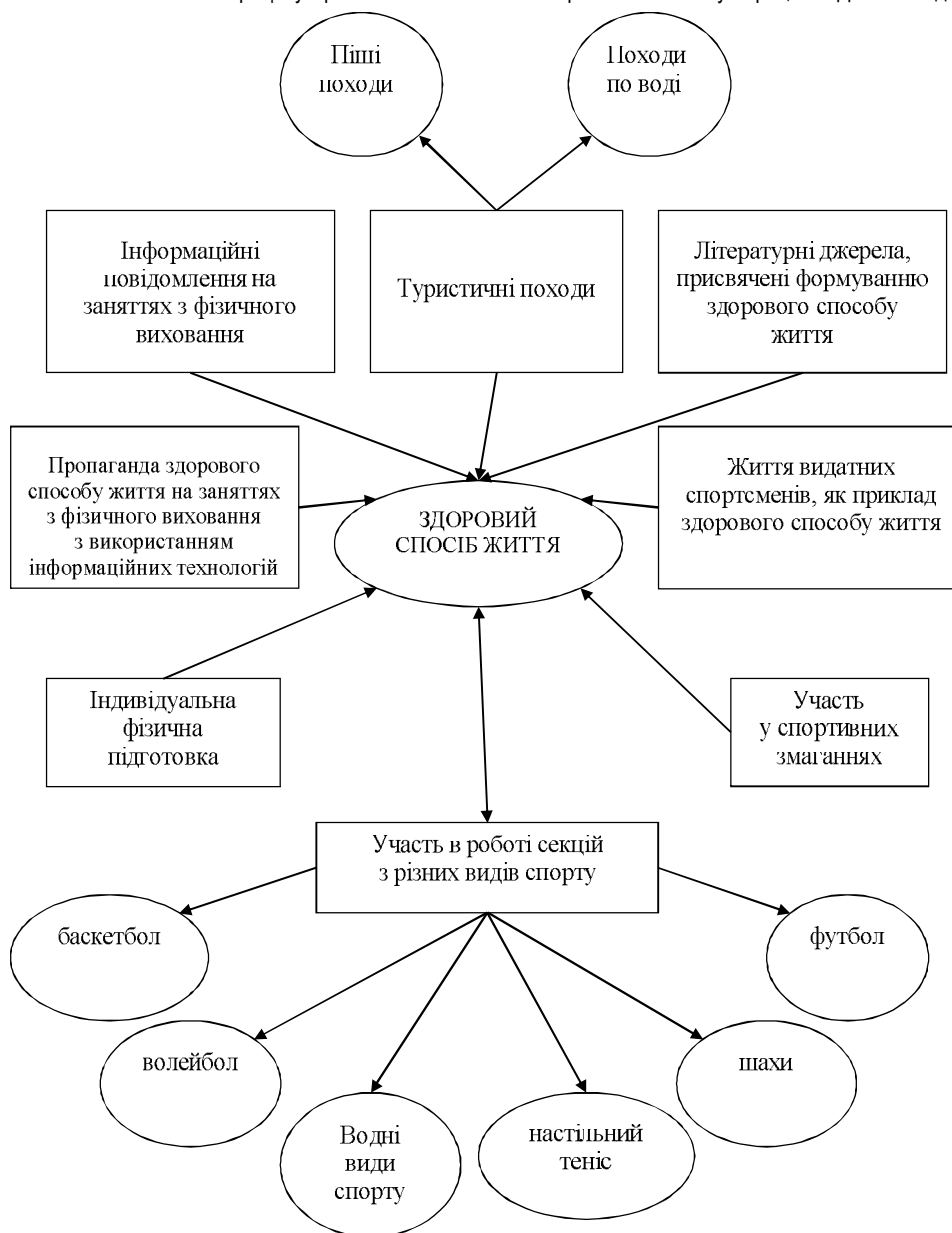 Піші
походи
Походи
по воді
Інформаційні
повідомлення на
заняттях з фізичного
виховання
Туристичні походи
Літературні джерела,
присвячені формуванню
здорового способу
життя
Пропаганда здорового
способу життя на заняттях
з фізичного виховання
з використанням
інформаційних технологій
ЗДОРОВИЙ
СПОСІБ ЖИТТЯ
Життя видатних
спортсменів, як приклад
здорового способу життя
Індивідуальна
фізична
підготовка
Участь
у спортивних
змаганнях
Участь в роботі секцій
з різних видів спорту
баскетбол
футбол
волейбол
шахи
Водні
види
спорту
настільний
теніс